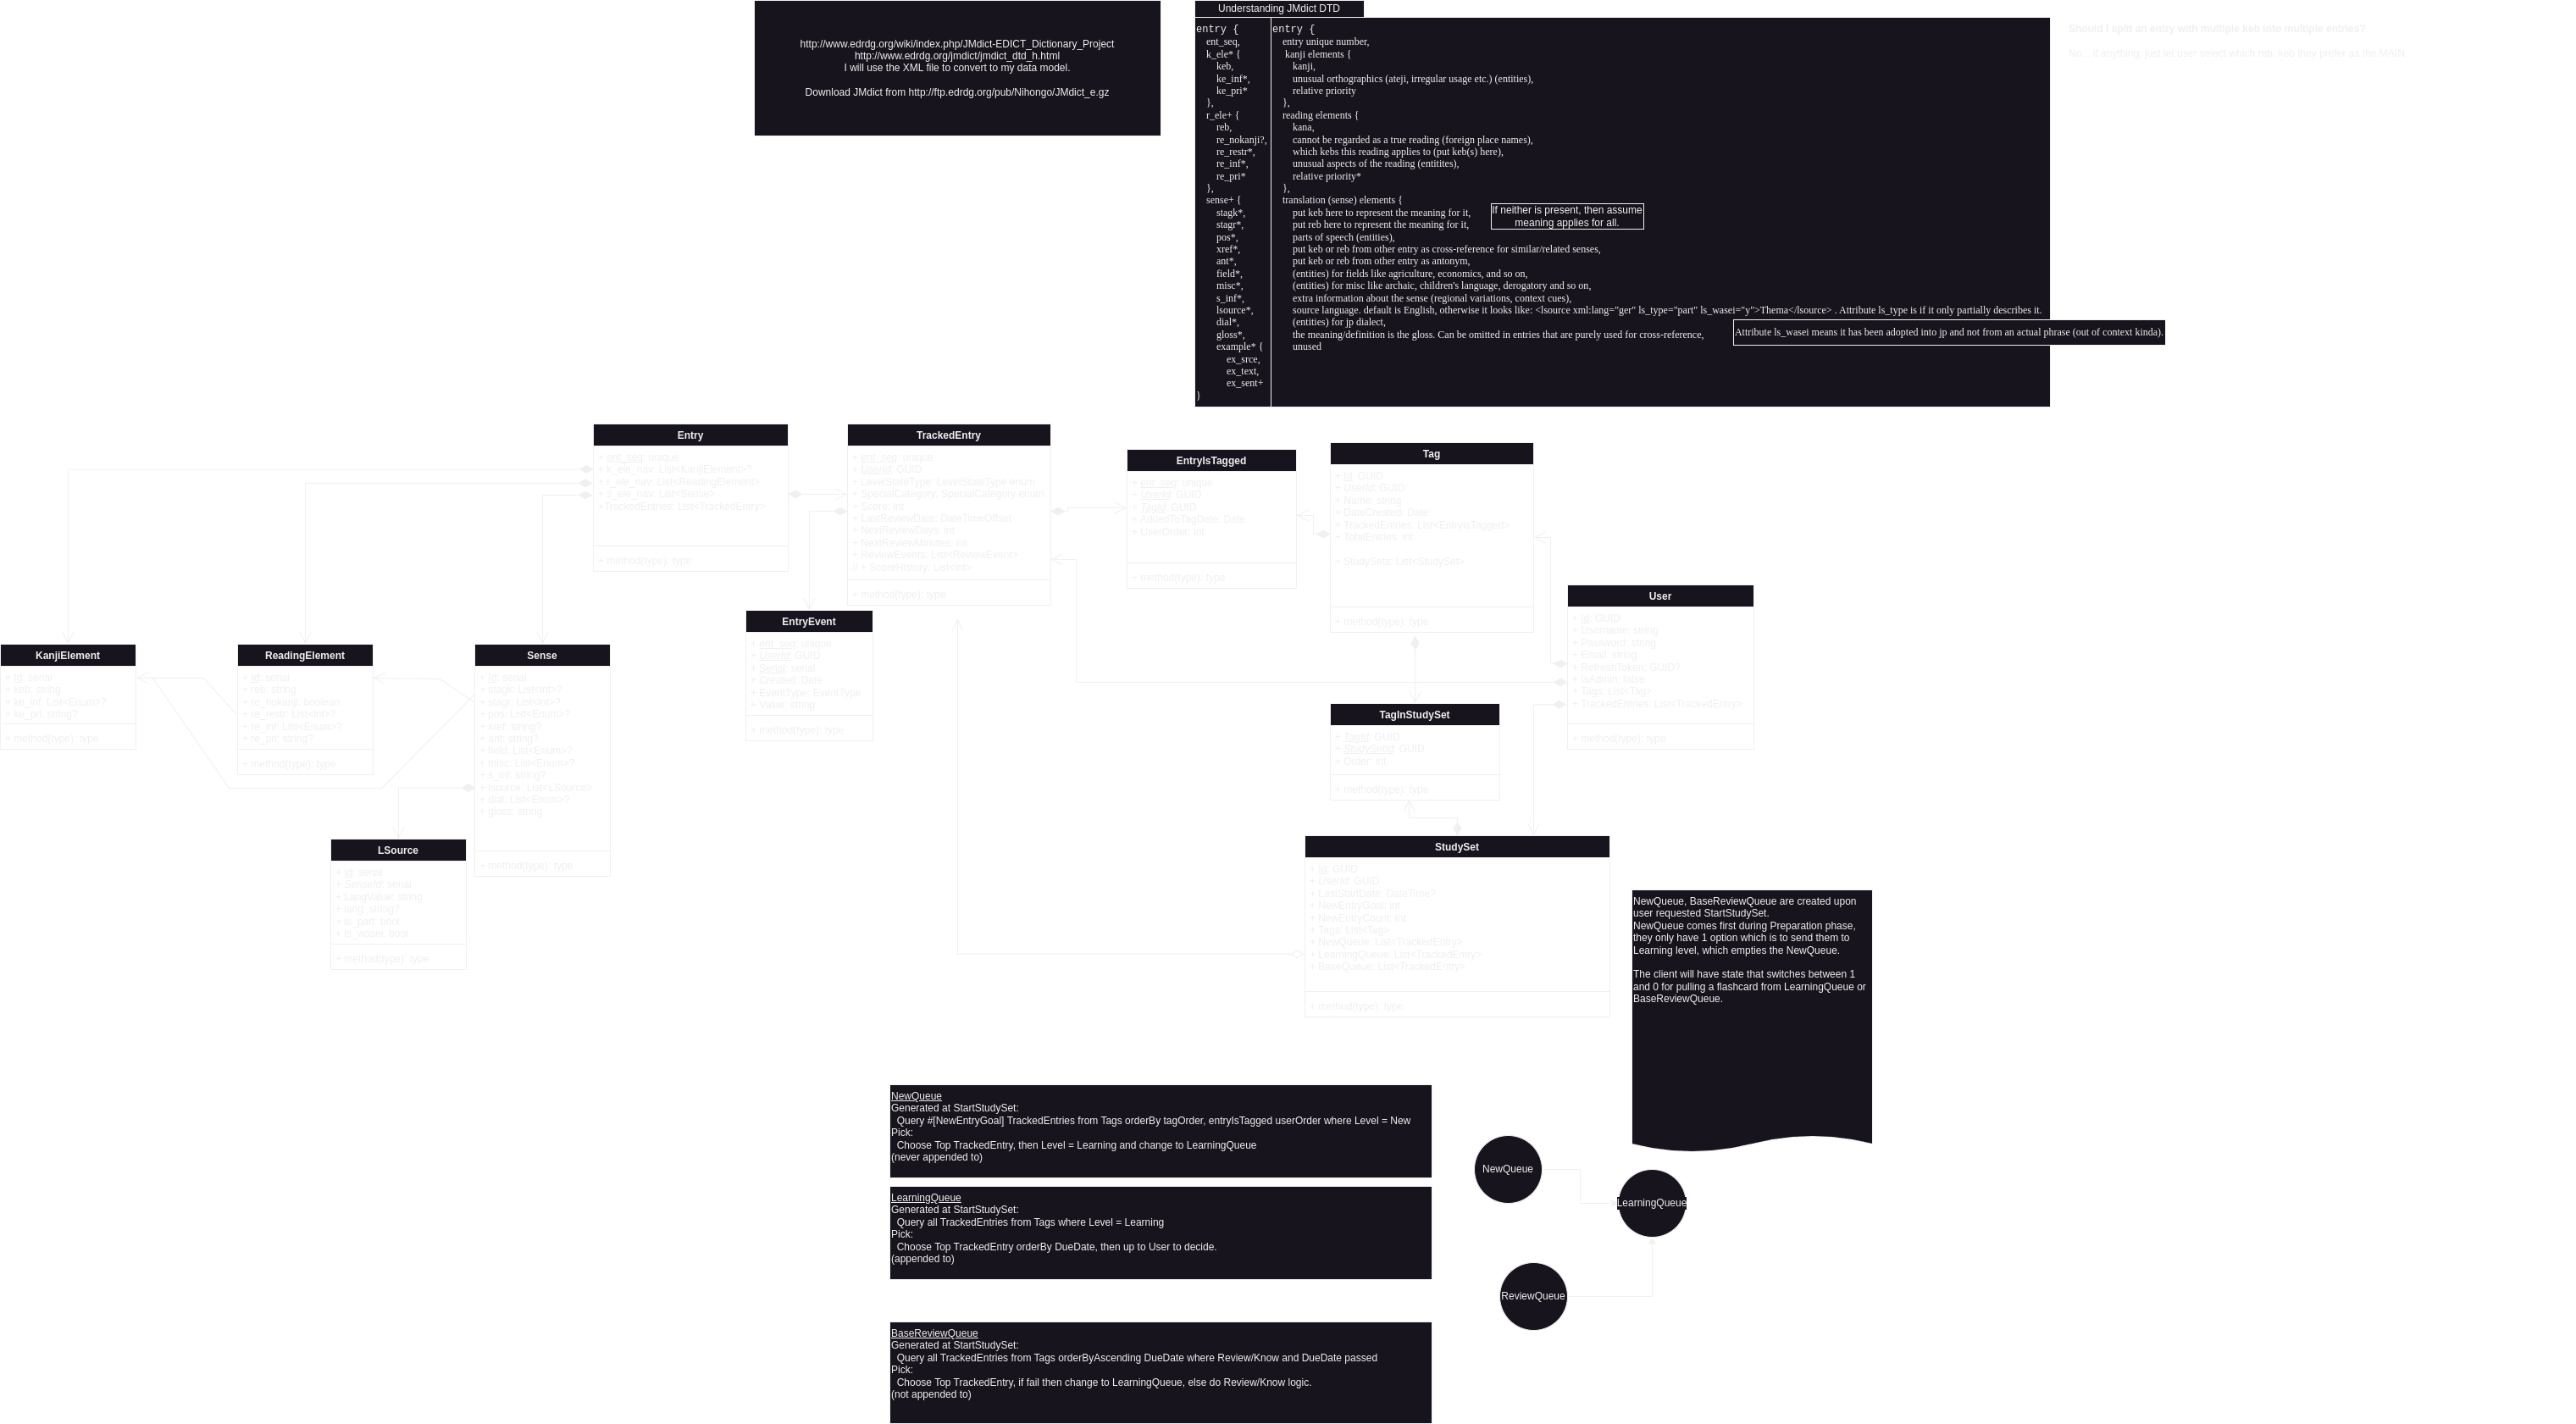 http://www.edrdg.org/wiki/index.php/JMdict-EDICT_Dictionary_Project
http://www.edrdg.org/jmdict/jmdict_dtd_h.html
I will use the XML file to convert to my data model.
Download JMdict from http://ftp.edrdg.org/pub/Nihongo/JMdict_e.gz
Understanding JMdict DTD
entry {
ent_seq,
k_ele* {
keb,
ke_inf*,
ke_pri*
},
r_ele+ {
reb,
re_nokanji?,
re_restr*,
re_inf*,
re_pri*
},
sense+ {
stagk*,
stagr*,
pos*,
xref*,
ant*,
field*,
misc*,
s_inf*,
lsource*,
dial*,
gloss*,
example* {
ex_srce,
ex_text,
ex_sent+
}
entry {
entry unique number,
kanji elements {
kanji,
unusual orthographics (ateji, irregular usage etc.) (entities),
relative priority
},
reading elements {
kana,
cannot be regarded as a true reading (foreign place names),
which kebs this reading applies to (put keb(s) here),
unusual aspects of the reading (entitites),
relative priority*
},
translation (sense) elements {
put keb here to represent the meaning for it,
put reb here to represent the meaning for it,
parts of speech (entities),
put keb or reb from other entry as cross-reference for similar/related senses,
put keb or reb from other entry as antonym,
(entities) for fields like agriculture, economics, and so on,
(entities) for misc like archaic, children's language, derogatory and so on,
extra information about the sense (regional variations, context cues),
source language. default is English, otherwise it looks like: <lsource xml:lang="ger" ls_type="part" ls_wasei="y">Thema</lsource> . Attribute ls_type is if it only partially describes it.
(entities) for jp dialect,
the meaning/definition is the gloss. Can be omitted in entries that are purely used for cross-reference,
unused
If neither is present, then assume
meaning applies for all.
Attribute ls_wasei means it has been adopted into jp and not from an actual phrase (out of context kinda).
Should I split an entry with multiple keb into multiple entries?
No... if anything, just let user select which reb, keb they prefer as the MAIN.
Entry
+ ent_seq: unique
+ k_ele_nav: List<KanjiElement>?
+ r_ele_nav: List<ReadingElement>
+ s_ele_nav: List<Sense>
+TrackedEntries: List<TrackedEntry>
+ method(type): type
TrackedEntry
+ ent_seq: unique
+ UserId: GUID
+ LevelStateType: LevelStateType enum
+ SpecialCategory: SpecialCategory enum
+ Score: int
+ LastReviewDate: DateTimeOffset
+ NextReviewDays: int
+ NextReviewMinutes: int
+ ReviewEvents: List<ReviewEvent>
// + ScoreHistory: List<int>
+ method(type): type
EntryIsTagged
+ ent_seq: unique
+ UserId: GUID
+ TagId: GUID
+ AddedToTagDate: Date
+ UserOrder: int
+ method(type): type
Tag
+ Id: GUID
+ UserId: GUID
+ Name: string
+ DateCreated: Date
+ TrackedEntries: List<EntryIsTagged>
+ TotalEntries: int
+ StudySets: List<StudySet>
+ method(type): type
User
+ Id: GUID
+ Username: string
+ Password: string
+ Email: string
+ RefreshToken: GUID?
+ IsAdmin: false
+ Tags: List<Tag>
+ TrackedEntries: List<TrackedEntry>
+ method(type): type
EntryEvent
+ ent_seq: unique
+ UserId: GUID
+ Serial: serial
+ Created: Date
+ EventType: EventType
+ Value: string
+ method(type): type
KanjiElement
+ Id: serial
+ keb: string
+ ke_inf: List<Enum>?
+ ke_pri: string?
+ method(type): type
ReadingElement
+ Id: serial
+ reb: string
+ re_nokanji: boolean
+ re_restr: List<int>?
+ re_inf: List<Enum>?
+ re_pri: string?
+ method(type): type
Sense
+ Id: serial
+ stagk: List<int>?
+ stagr: List<int>?
+ pos: List<Enum>?
+ xref: string?
+ ant: string?
+ field: List<Enum>?
+ misc: List<Enum>?
+ s_inf: string?
+ lsource: List<LSource>
+ dial: List<Enum>?
+ gloss: string
+ method(type): type
LSource
+ Id: serial
+ SenseId: serial
+ LangValue: string
+ lang: string?
+ ls_part: bool
+ ls_wasei: bool
+ method(type): type
TagInStudySet
+ TagId: GUID
+ StudySetId: GUID
+ Order: int
+ method(type): type
StudySet
+ Id: GUID
+ UserId: GUID
+ LastStartDate: DateTime?
+ NewEntryGoal: int
+ NewEntryCount: int
+ Tags: List<Tag>
+ NewQueue: List<TrackedEntry>
+ LearningQueue: List<TrackedEntry>
+ BaseQueue: List<TrackedEntry>
+ method(type): type
NewQueue, BaseReviewQueue are created upon
user requested StartStudySet.
NewQueue comes first during Preparation phase,
they only have 1 option which is to send them to
Learning level, which empties the NewQueue.
The client will have state that switches between 1
and 0 for pulling a flashcard from LearningQueue or
BaseReviewQueue.
NewQueue
Generated at StartStudySet:
Query #[NewEntryGoal] TrackedEntries from Tags orderBy tagOrder, entryIsTagged userOrder where Level = New
Pick:
Choose Top TrackedEntry, then Level = Learning and change to LearningQueue
(never appended to)
LearningQueue
Generated at StartStudySet:
Query all TrackedEntries from Tags where Level = Learning
Pick:
Choose Top TrackedEntry orderBy DueDate, then up to User to decide.
(appended to)
BaseReviewQueue
Generated at StartStudySet:
Query all TrackedEntries from Tags orderByAscending DueDate where Review/Know and DueDate passed
Pick:
Choose Top TrackedEntry, if fail then change to LearningQueue, else do Review/Know logic.
(not appended to)
NewQueue
LearningQueue
ReviewQueue